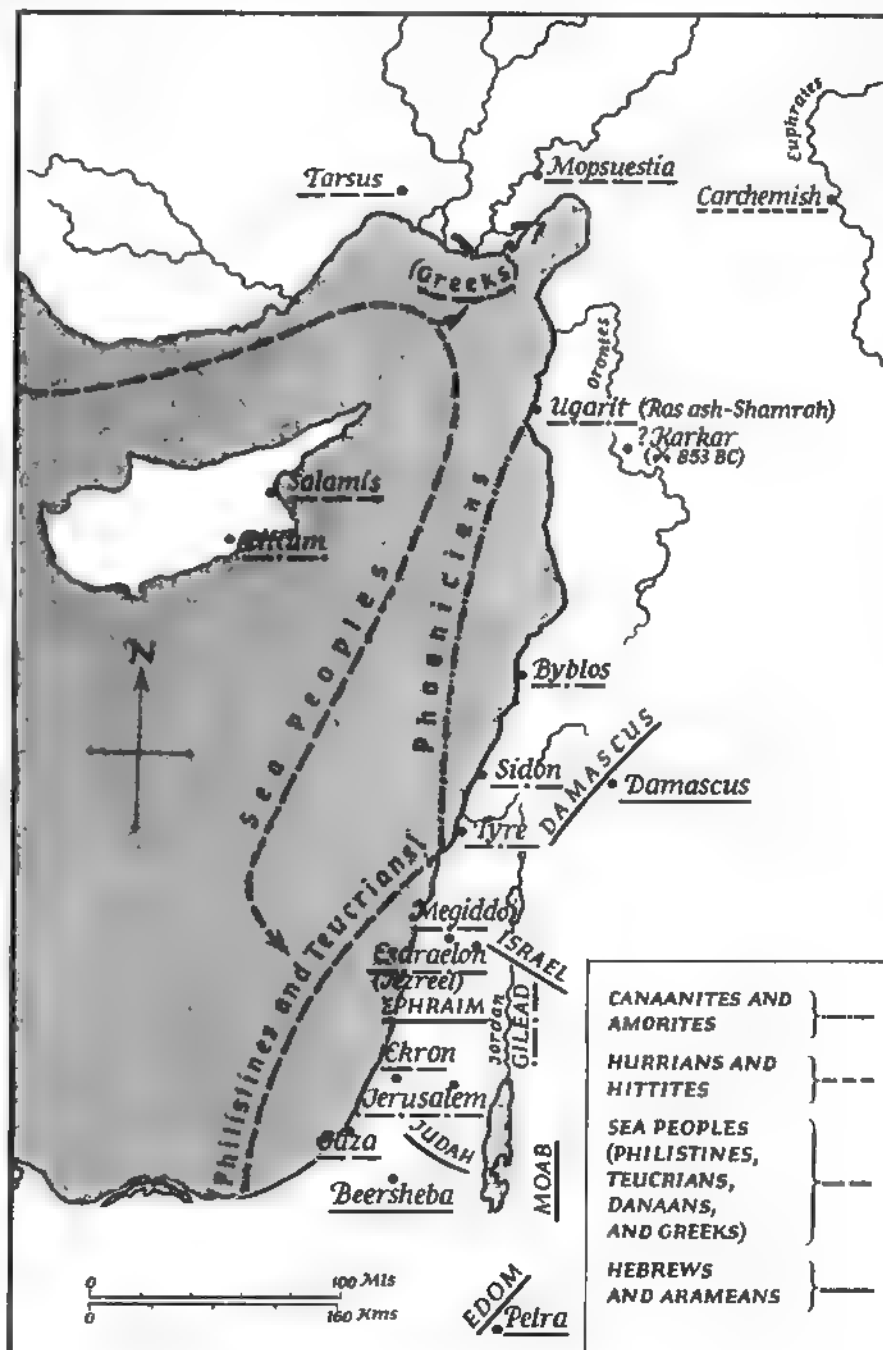 Euphrates
Tarsus
Mopsuestia
Carchemish
(Greeks)
Orontes
Ugarit (Ras ash-Shamrah)
? Karkar
(⚔ 853 BC)
Salamis
Sea Peoples
Phoenicians
N
Byblos
Sidon
DAMASCUS
Damascus
Tyre
Philistines and Teucrians
Megiddo
ISRAEL
Esdraelon
(Jezreel)
EPHRAIM
Jordan
GILEAD
Ekron
Jerusalem
Gaza
JUDAH
Beersheba
MOAB
EDOM
Petra
0 100 Mls
0 160 Kms
CANAANITES AND
AMORITES
HURRIANS AND
HITTITES
SEA PEOPLES
(PHILISTINES,
TEUCRIANS,
DANAANS,
AND GREEKS)
HEBREWS
AND ARAMEANS